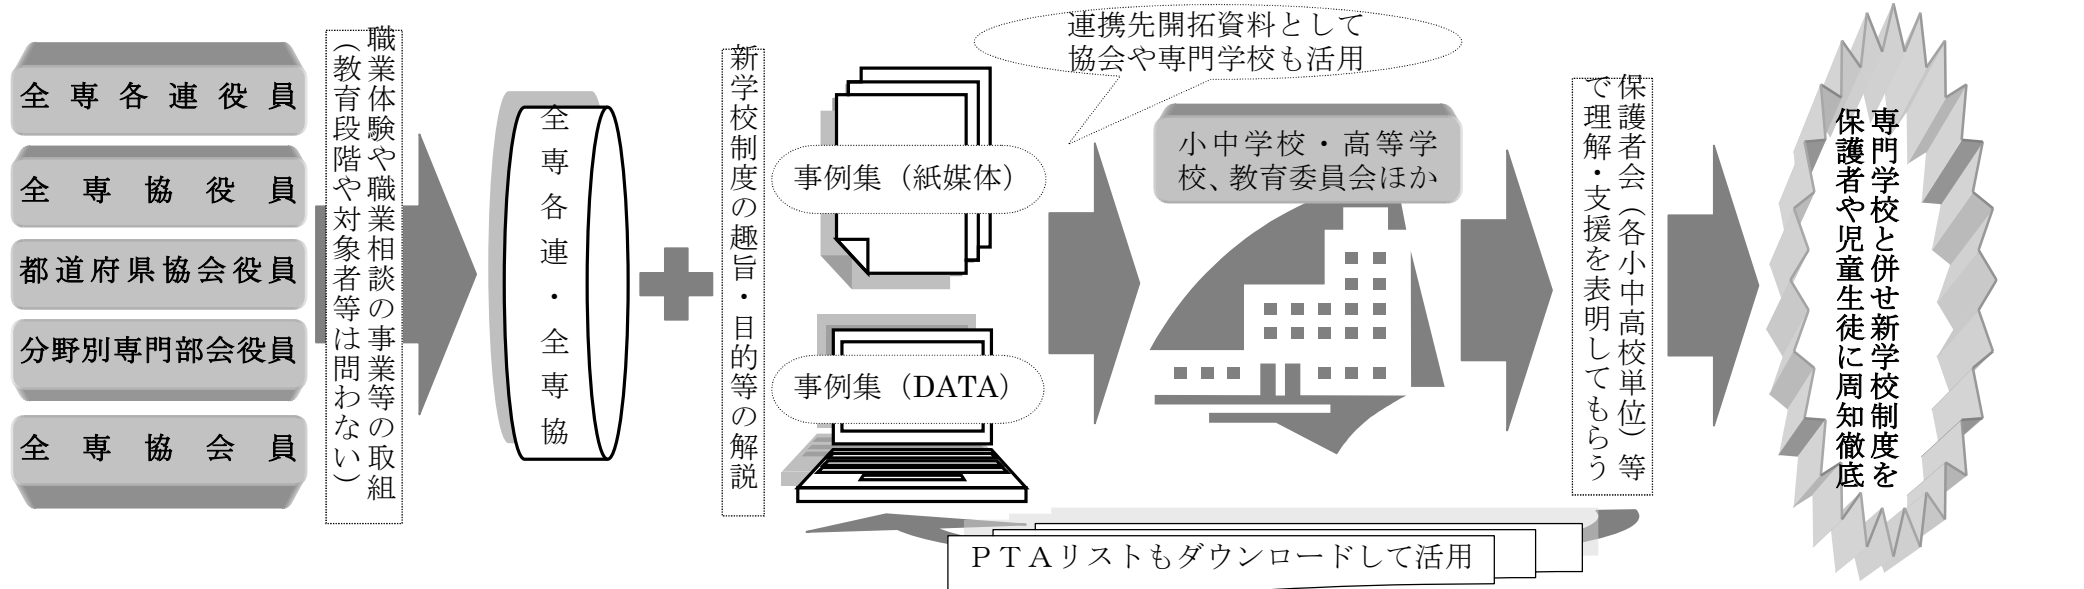 全専各連役員
全専協役員
都道府県協会役員
分野別専門部会役員
全専協会員
職業体験や職業相談の事業等の取組
（教育段階や対象者等は問わない）
全専各連・全専協
新学校制度の趣旨・目的等の解説
事例集（紙媒体）
事例集（DATA）
連携先開拓資料として
協会や専門学校も活用
小中学校・高等学
校、教育委員会ほか
保護者会（各小中高校単位）等
で理解・支援を表明してもらう
専門学校と併せ新学校制度を
保護者や児童生徒に周知徹底
ＰＴＡリストもダウンロードして活用